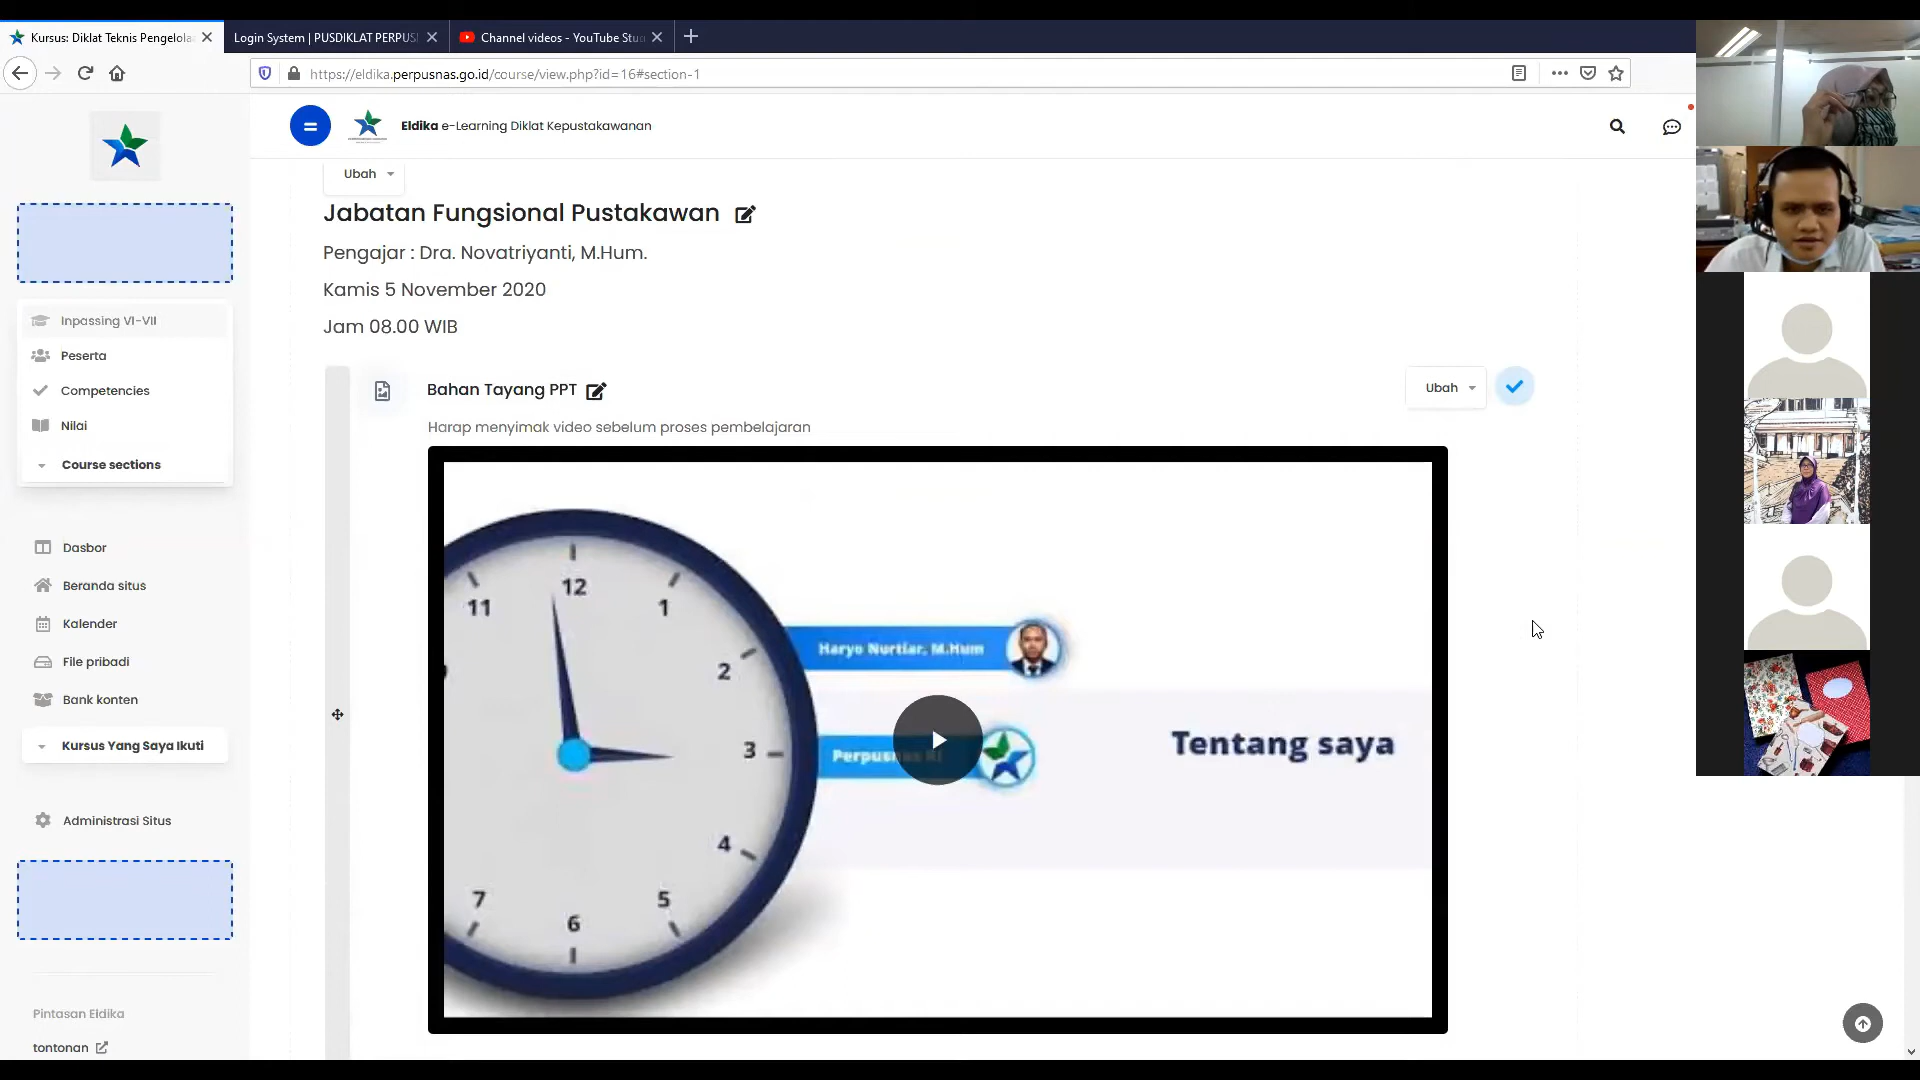 Kursus: Diklat Teknis Pengelola
Login System | PUSDIKLAT PERPUS
Channel videos - YouTube Stu
https://eldika.perpusnas.go.id/course/view.php?id=16#section-1
Eldika e-Learning Diklat Kepustakawanan
Ubah
Jabatan Fungsional Pustakawan
Pengajar : Dra. Novatriyanti, M.Hum.
Kamis 5 November 2020
Jam 08.00 WIB
Inpassing VI-VII
Peserta
Competencies
Nilai
Course sections
Dasbor
Beranda situs
Kalender
File pribadi
Bank konten
Kursus Yang Saya Ikuti
Administrasi Situs
Pintasan Eldika
tontonan
Bahan Tayang PPT
Ubah
Harap menyimak video sebelum proses pembelajaran
11
12
1
2
3
4
5
6
7
Haryo Nurtiar, M.Hum
Perpusnas RI
Tentang saya